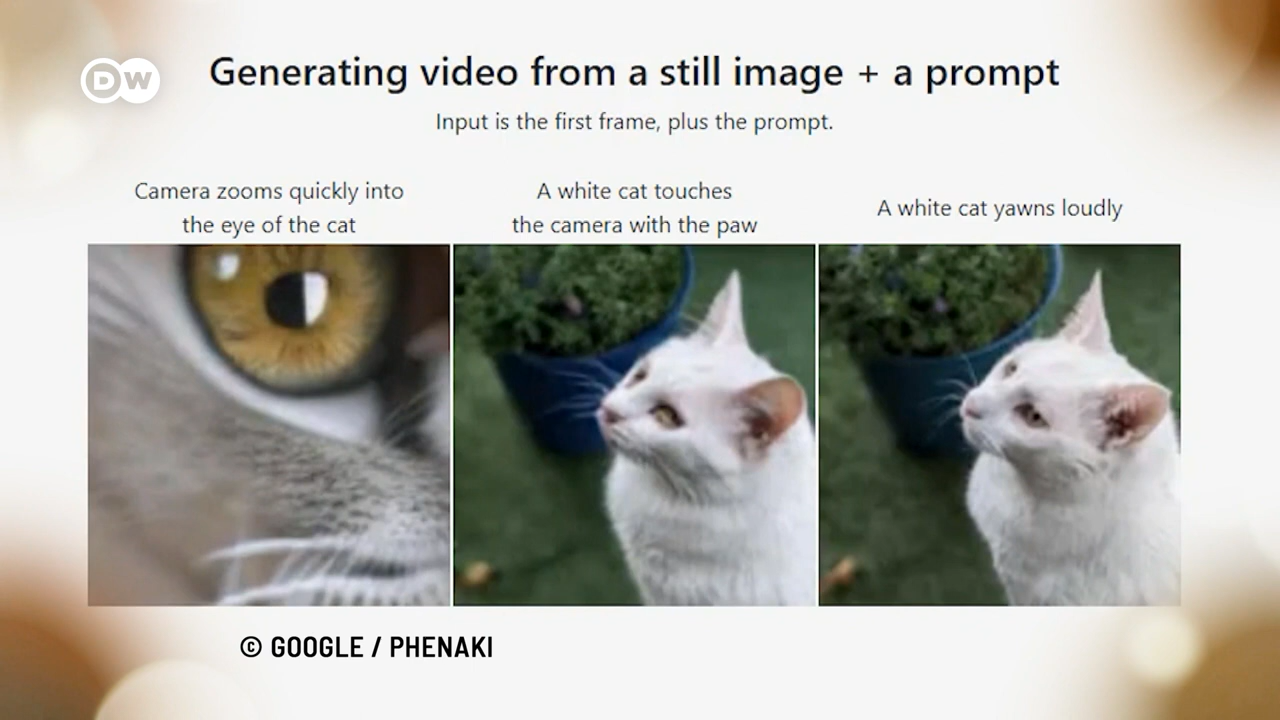 DW
Generating video from a still image + a prompt
Input is the first frame, plus the prompt.
Camera zooms quickly into
the eye of the cat
A white cat touches
the camera with the paw
A white cat yawns loudly
© GOOGLE / PHENAKI